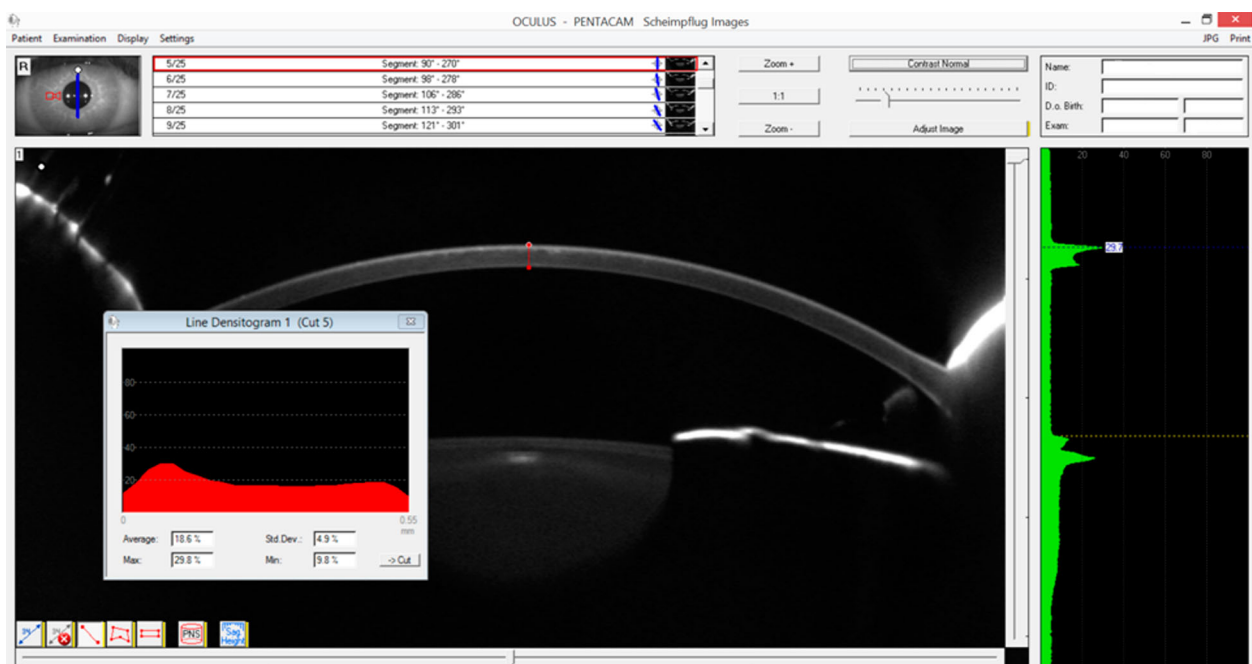 OCULUS - PENTACAM Scheimpflug Images
Patient Examination Display Settings JPG Print
R
5/25 Segment: 90° - 270°
6/25 Segment: 98° - 278°
7/25 Segment: 106° - 286°
8/25 Segment: 113° - 293°
9/25 Segment: 121° - 301°
Zoom +
1:1
Zoom -
Contrast Normal
Adjust Image
Name:
ID:
D.o. Birth:
Exam:
1
20 40 60 80
29.7
Line Densitogram 1 (Cut 5)
80
60
40
20
0 0.55
mm
Average: 18.6 % Std.Dev.: 4.9 %
Max: 29.8 % Min: 9.8 % -> Cut
PNS
Sag
Height